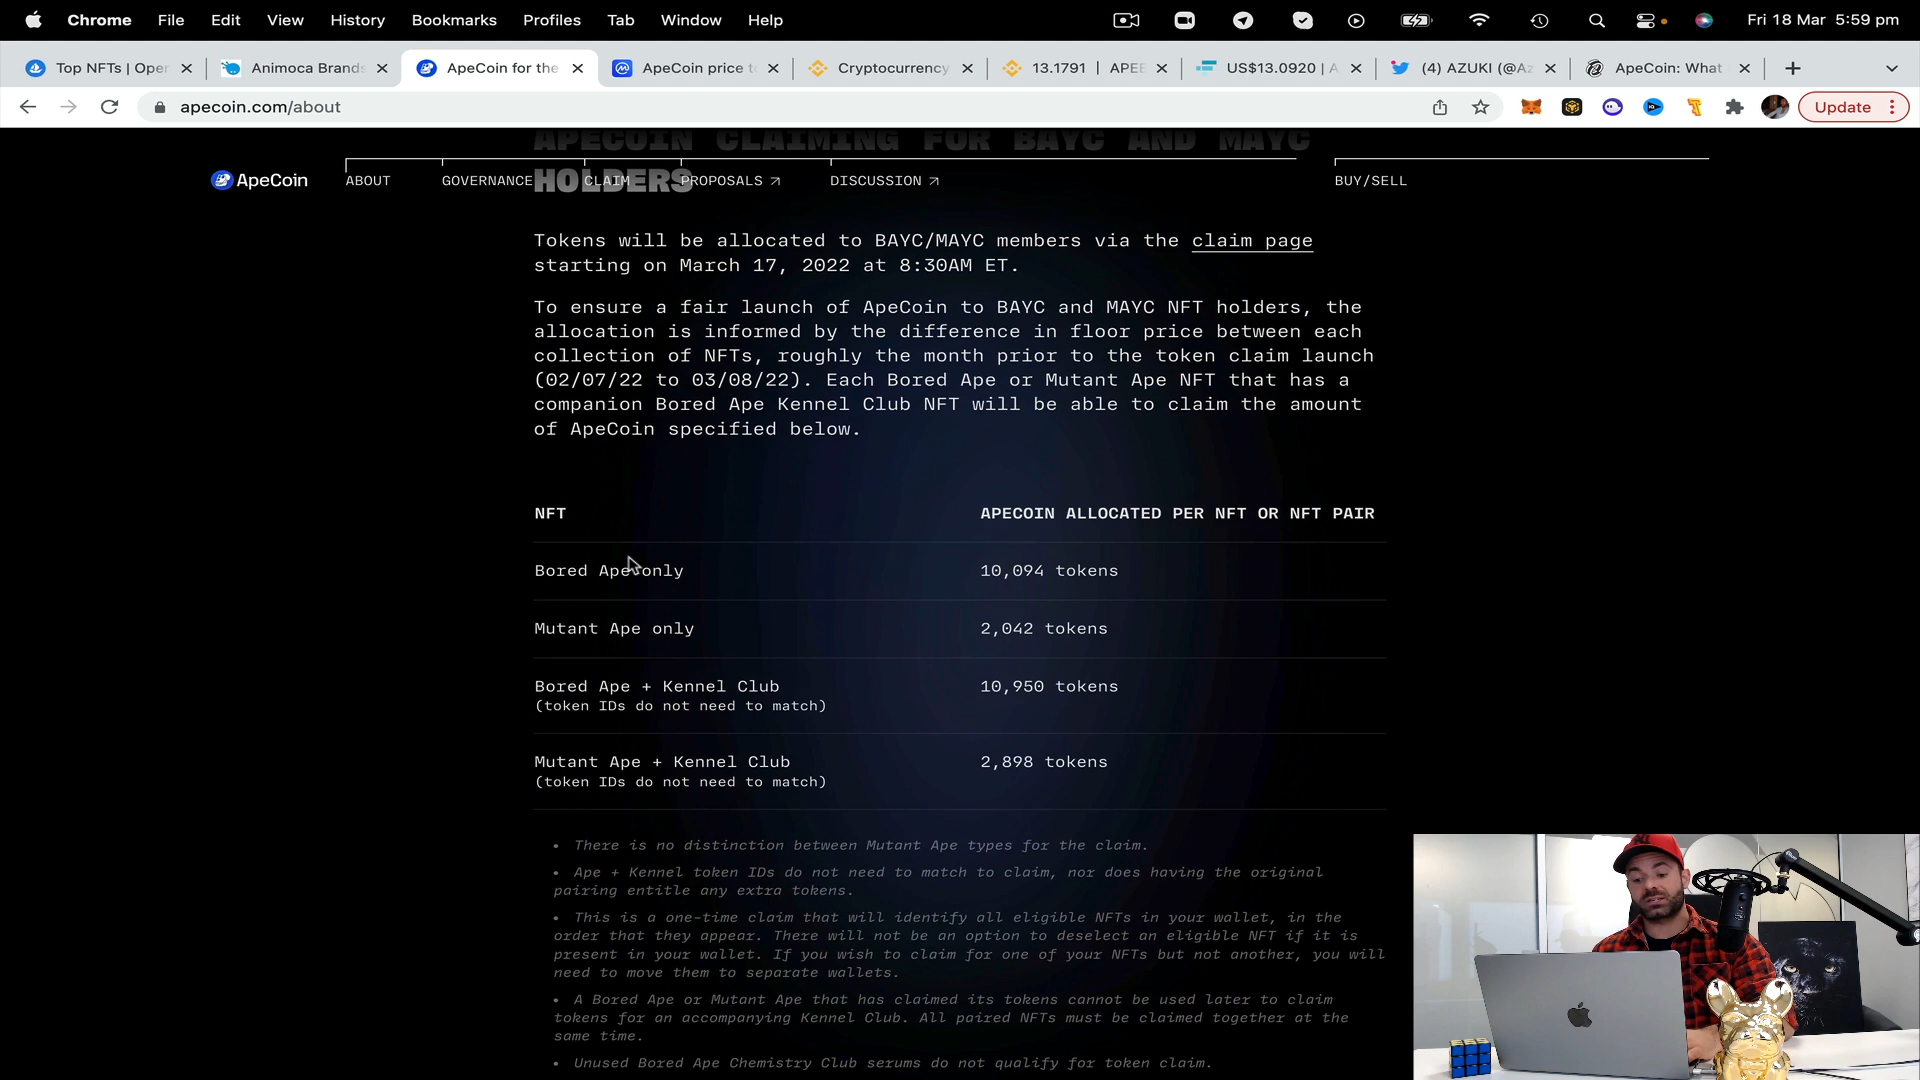 Chrome File Edit View History Bookmarks Profiles Tab Window Help Fri 18 Mar 5:59 pm
Top NFTs | Oper Animoca Brands ApeCoin for the ApeCoin price to Cryptocurrency 13.1791 | APEE US$13.0920 | A (4) AZUKI (@Az ApeCoin: What
apecoin.com/about Update
APECOIN CLAIMING FOR BAYC AND MAYC
HOLDERS
ApeCoin ABOUT GOVERNANCE CLAIM PROPOSALS ↗ DISCUSSION ↗ BUY/SELL
Tokens will be allocated to BAYC/MAYC members via the claim page
starting on March 17, 2022 at 8:30AM ET.
To ensure a fair launch of ApeCoin to BAYC and MAYC NFT holders, the
allocation is informed by the difference in floor price between each
collection of NFTs, roughly the month prior to the token claim launch
(02/07/22 to 03/08/22). Each Bored Ape or Mutant Ape NFT that has a
companion Bored Ape Kennel Club NFT will be able to claim the amount
of ApeCoin specified below.
NFT APECOIN ALLOCATED PER NFT OR NFT PAIR
Bored Ape only 10,094 tokens
Mutant Ape only 2,042 tokens
Bored Ape + Kennel Club 10,950 tokens
(token IDs do not need to match)
Mutant Ape + Kennel Club 2,898 tokens
(token IDs do not need to match)
• There is no distinction between Mutant Ape types for the claim.
• Ape + Kennel token IDs do not need to match to claim, nor does having the original
pairing entitle any extra tokens.
• This is a one-time claim that will identify all eligible NFTs in your wallet, in the
order that they appear. There will not be an option to deselect an eligible NFT if it is
present in your wallet. If you wish to claim for one of your NFTs but not another, you will
need to move them to separate wallets.
• A Bored Ape or Mutant Ape that has claimed its tokens cannot be used later to claim
tokens for an accompanying Kennel Club. All paired NFTs must be claimed together at the
same time.
• Unused Bored Ape Chemistry Club serums do not qualify for token claim.